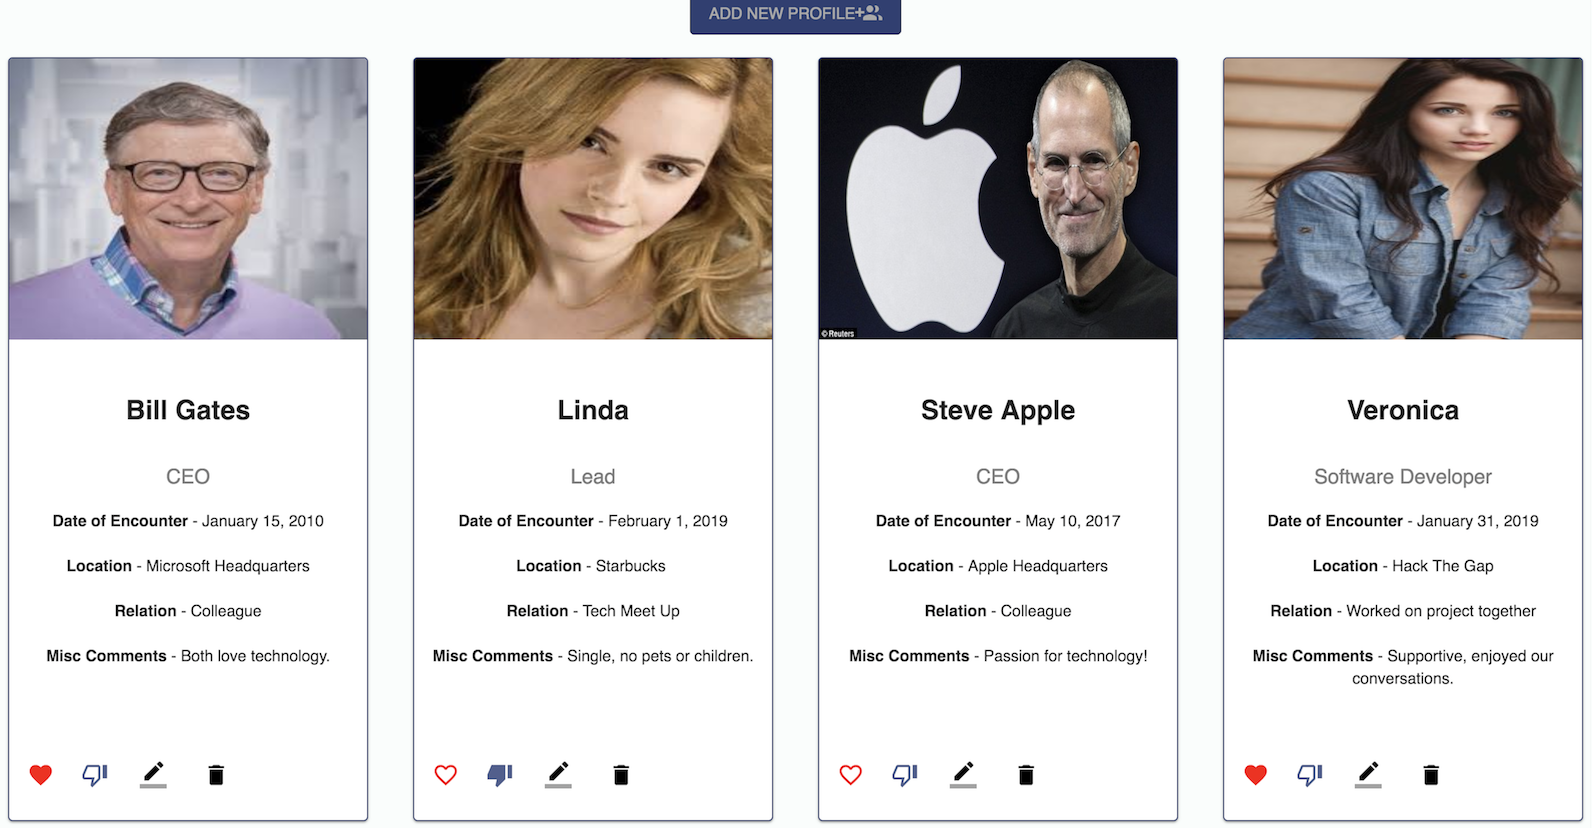 ADD NEW PROFILE
© Reuters
Bill Gates
CEO
Date of Encounter - January 15, 2010
Location - Microsoft Headquarters
Relation - Colleague
Misc Comments - Both love technology.
Linda
Lead
Date of Encounter - February 1, 2019
Location - Starbucks
Relation - Tech Meet Up
Misc Comments - Single, no pets or children.
Steve Apple
CEO
Date of Encounter - May 10, 2017
Location - Apple Headquarters
Relation - Colleague
Misc Comments - Passion for technology!
Veronica
Software Developer
Date of Encounter - January 31, 2019
Location - Hack The Gap
Relation - Worked on project together
Misc Comments - Supportive, enjoyed our
conversations.